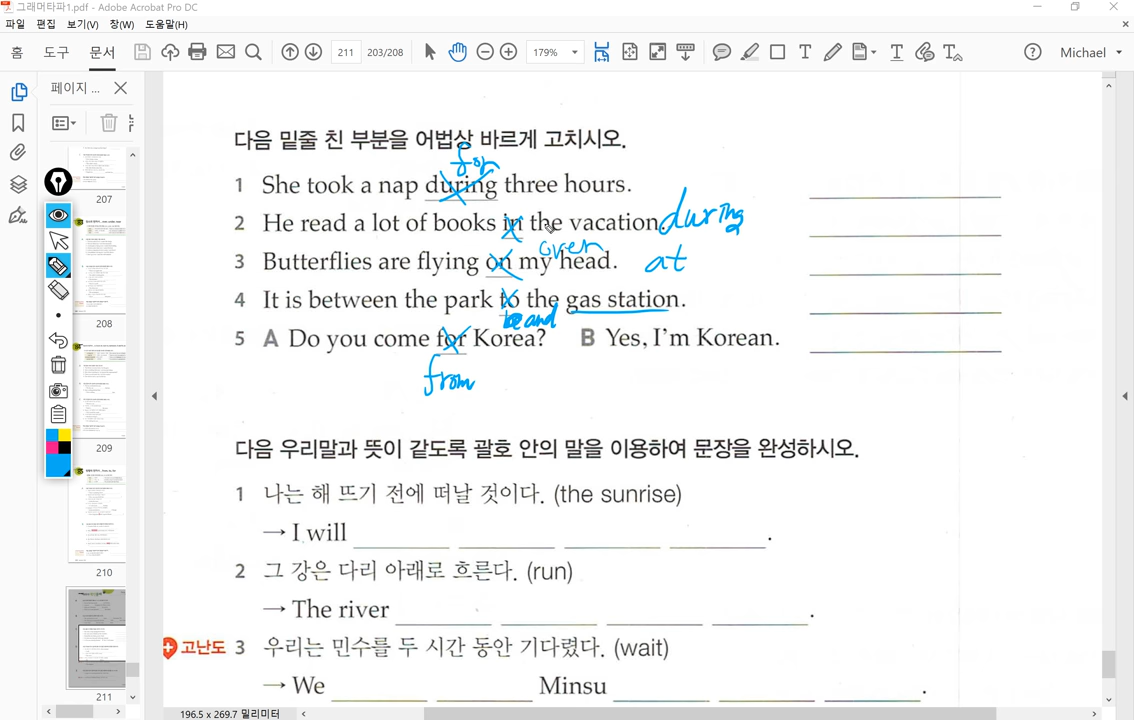 그래머타파1.pdf - Adobe Acrobat Pro DC
파일 편집 보기(V) 창(W) 도움말(H)
홈 도구 문서 211 203/208 179% Michael
페이지 ...
207
208
209
210
211
다음 밑줄 친 부분을 어법상 바르게 고치시오.
for
1 She took a nap during three hours.
2 He read a lot of books in the vacation. during
over
3 Butterflies are flying on my head. at
4 It is between the park to the gas station.
and
5 A Do you come for Korea? B Yes, I'm Korean.
from
다음 우리말과 뜻이 같도록 괄호 안의 말을 이용하여 문장을 완성하시오.
1 나는 해 뜨기 전에 떠날 것이다. (the sunrise)
→ I will .
2 그 강은 다리 아래로 흐른다. (run)
→ The river .
고난도 3 우리는 민수를 두 시간 동안 기다렸다. (wait)
→ We Minsu .
196.5 x 269.7 밀리미터